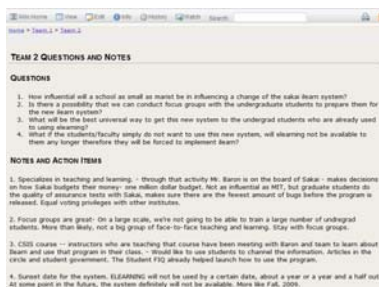 Wiki Home View Edit Info History Watch Search:
Home > Team 1 > Team 2
TEAM 2 QUESTIONS AND NOTES
QUESTIONS
1. How influential will a school as small as marist be in influencing a change of the sakai ilearn system?
2. Is there a possibility that we can conduct focus groups with the undergraduate students to prepare them for
the new ilearn system?
3. What will be the best universal way to get this new system to the undergrad students who are already used
to using elearning?
4. What if the students/faculty simply do not want to use this new system, will elearning not be available to
them any longer therefore they will be forced to implement ilearn?
NOTES AND ACTION ITEMS
1. Specializes in teaching and learning. - through that activity Mr. Baron is on the board of Sakai - makes decisions
on how Sakai budgets their money- one million dollar budget. Not as influential as MIT, but graduate students do
the quality of assurance tests with Sakai, makes sure there are the fewest amount of bugs before the program is
released. Equal voting privileges with other institutes.
2. Focus groups are great- On a large scale, we're not going to be able to train a large number of undregrad
students. More than likely, not a big group of face-to-face teaching and learning. Stay with focus groups.
3. CSIS course -- instructors who are teaching that course have been meeting with Baron and team to learn about
Ilearn and use that program in their class. - Would like to use students to channel the information. Articles in the
circle and student government. The Student FIQ already helped launch how to use the program.
4. Sunset date for the system. ELEARNING will not be used by a certain date, about a year or a year and a half out
At some point in the future, the system definitely will not be available. More like Fall, 2009.